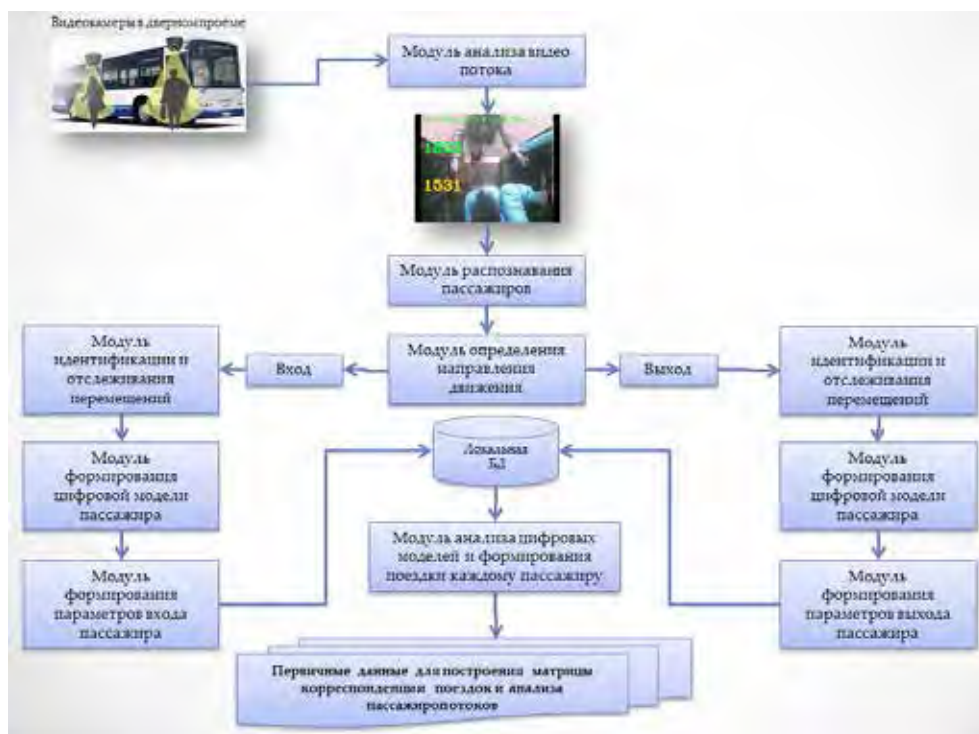 Видеокамеры в дверном проеме
Модуль анализа видео
потока
1531
Модуль распознавания
пассажиров
Модуль
идентификации и
отслеживания
перемещений
Вход
Модуль определения
направления
движения
Выход
Модуль
идентификации и
отслеживания
перемещений
Модуль
формирования
цифровой модели
пассажира
Локальная
БД
Модуль
формирования
цифровой модели
пассажира
Модуль анализа цифровых
моделей и формирования
поездки каждому пассажиру
Модуль
формирования
параметров входа
пассажира
Модуль
формирования
параметров выхода
пассажира
Первичные данные для построения матрицы
корреспонденции поездок и анализа
пассажиропотоков